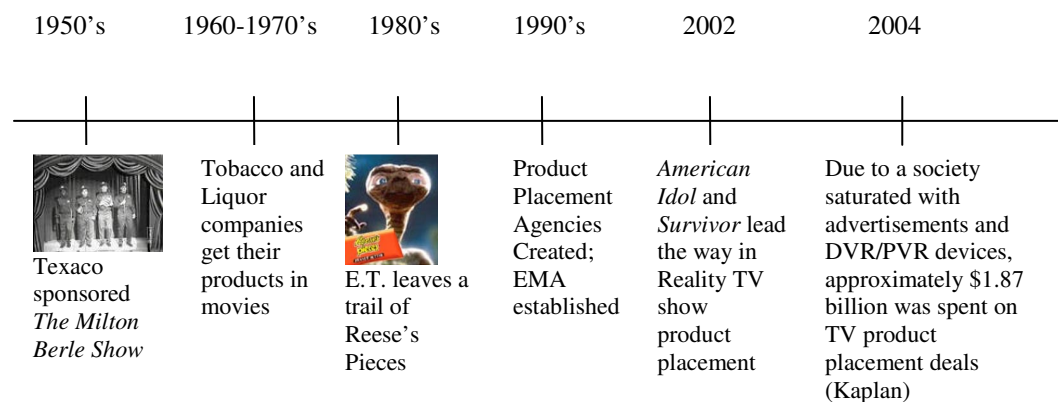 1950's 1960-1970's 1980's 1990's 2002 2004
Texaco
sponsored
The Milton
Berle Show
Tobacco and
Liquor
companies
get their
products in
movies
E.T. leaves a
trail of
Reese's
Pieces
Product
Placement
Agencies
Created;
EMA
established
American
Idol and
Survivor lead
the way in
Reality TV
show
product
placement
Due to a society
saturated with
advertisements and
DVR/PVR devices,
approximately $1.87
billion was spent on
TV product
placement deals
(Kaplan)